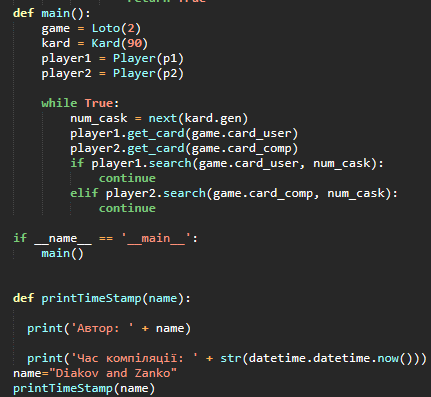 return True
def main():
    game = Loto(2)
    kard = Kard(90)
    player1 = Player(p1)
    player2 = Player(p2)

    while True:
        num_cask = next(kard.gen)
        player1.get_card(game.card_user)
        player2.get_card(game.card_comp)
        if player1.search(game.card_user, num_cask):
            continue
        elif player2.search(game.card_comp, num_cask):
            continue

if __name__ == '__main__':
    main()


def printTimeStamp(name):

  print('Автор: ' + name)

  print('Час компіляції: ' + str(datetime.datetime.now()))
name="Diakov and Zanko"
printTimeStamp(name)